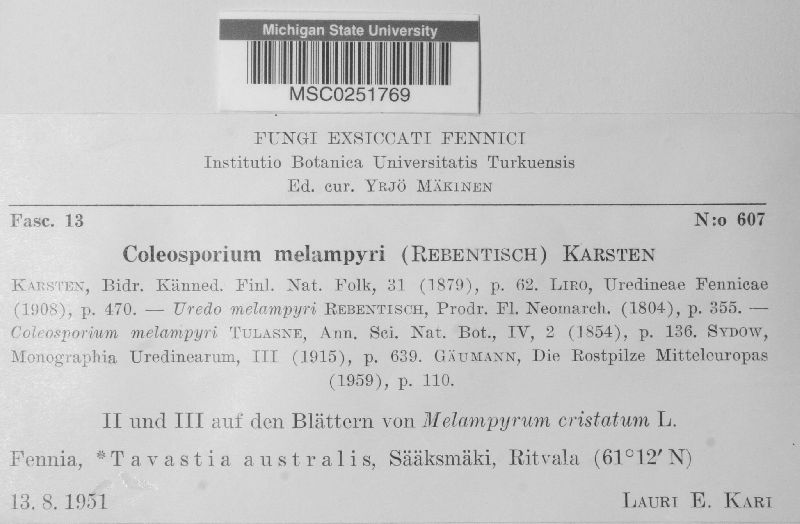 Michigan State University
MSC0251769
FUNGI EXSICCATI FENNICI
Institutio Botanica Universitatis Turkuensis
Ed. cur. YRJÖ MÄKINEN
Fasc. 13 N:o 607
Coleosporium melampyri (REBENTISCH) KARSTEN
KARSTEN, Bidr. Känned. Finl. Nat. Folk, 31 (1879), p. 62. LIRO, Uredineae Fennicae
(1908), p. 470. — Uredo melampyri REBENTISCH, Prodr. Fl. Neomarch. (1804), p. 355. —
Coleosporium melampyri TULASNE, Ann. Sci. Nat. Bot., IV, 2 (1854), p. 136. SYDOW,
Monographia Uredinearum, III (1915), p. 639. GÄUMANN, Die Rostpilze Mitteleuropas
(1959), p. 110.
II und III auf den Blättern von Melampyrum cristatum L.
Fennia, *Tavastia australis, Sääksmäki, Ritvala (61°12′ N)
13. 8. 1951 LAURI E. KARI